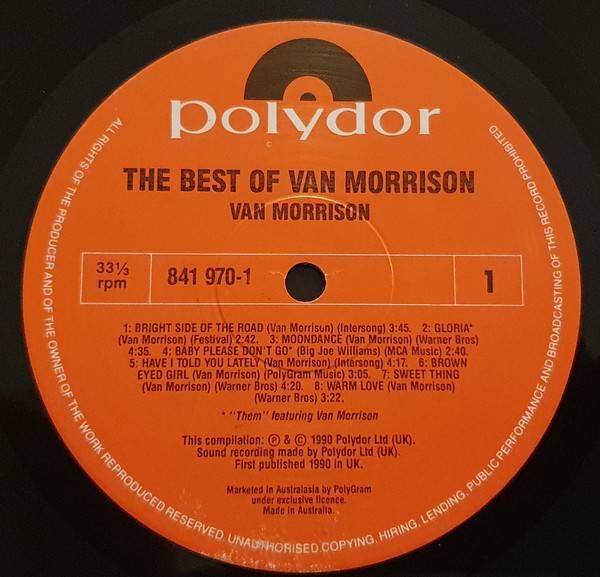 polydor
THE BEST OF VAN MORRISON
VAN MORRISON
33⅓
rpm
841 970-1
1
1: BRIGHT SIDE OF THE ROAD (Van Morrison) (Intersong) 3:45. 2: GLORIA*
(Van Morrison) (Festival) 2:42. 3: MOONDANCE (Van Morrison) (Warner Bros)
4:35. 4: BABY PLEASE DON'T GO* (Big Joe Williams) (MCA Music) 2:40.
5: HAVE I TOLD YOU LATELY (Van Morrison) (Intersong) 4:17. 6: BROWN
EYED GIRL (Van Morrison) (PolyGram Music) 3:05. 7: SWEET THING
(Van Morrison) (Warner Bros) 4:20. 8: WARM LOVE (Van Morrison)
(Warner Bros) 3:22.
* "Them" featuring Van Morrison
This compilation: ℗ & © 1990 Polydor Ltd (UK).
Sound recording made by Polydor Ltd (UK).
First published 1990 in UK.
Marketed in Australasia by PolyGram
under exclusive licence.
Made in Australia.
ALL RIGHTS OF THE PRODUCER AND OF THE OWNER OF THE WORK REPRODUCED RESERVED. UNAUTHORISED COPYING, HIRING, LENDING, PUBLIC PERFORMANCE AND BROADCASTING OF THIS RECORD PROHIBITED